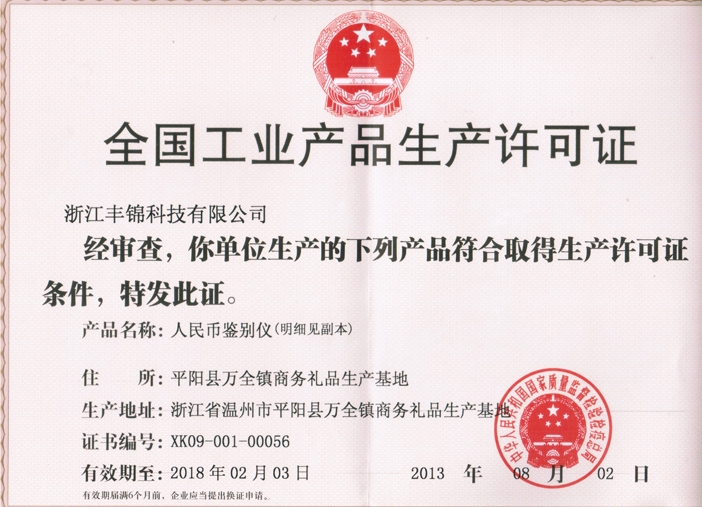 全国工业产品生产许可证
浙江丰锦科技有限公司
经审查，你单位生产的下列产品符合取得生产许可证
条件，特发此证。
产品名称：人民币鉴别仪(明细见副本)
住 所：平阳县万全镇商务礼品生产基地
生产地址：浙江省温州市平阳县万全镇商务礼品生产基地
证书编号：XK09-001-00056
有效期至：2018 年 02 月 03 日
2013 年 08 月 02 日
有效期届满6个月前，企业应当提出换证申请。
中华人民共和国国家质量监督检验检疫总局